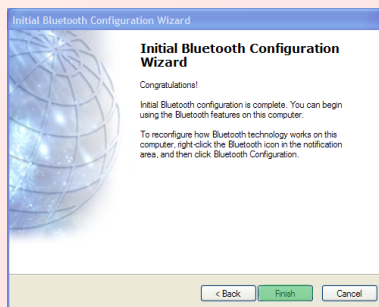 Initial Bluetooth Configuration Wizard
Initial Bluetooth Configuration
Wizard
Congratulations!
Initial Bluetooth configuration is complete. You can begin
using the Bluetooth features on this computer.
To reconfigure how Bluetooth technology works on this
computer, right-click the Bluetooth icon in the notification
area, and then click Bluetooth Configuration.
< Back
Finish
Cancel